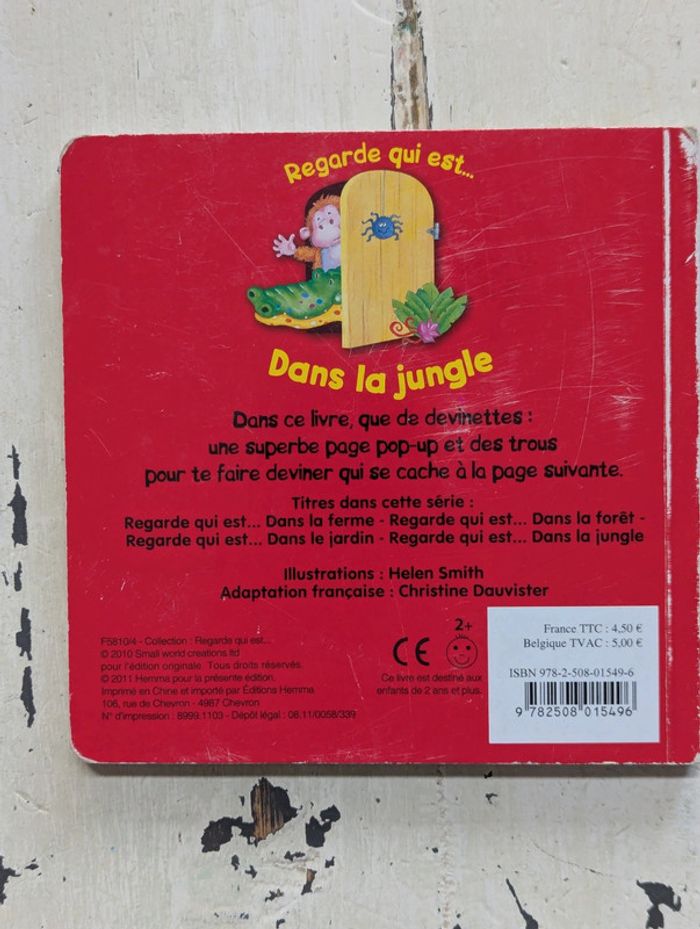 Regarde qui est...
Dans la jungle
Dans ce livre, que de devinettes :
une superbe page pop-up et des trous
pour te faire deviner qui se cache à la page suivante.
Titres dans cette série :
Regarde qui est... Dans la ferme - Regarde qui est... Dans la forêt -
Regarde qui est... Dans le jardin - Regarde qui est... Dans la jungle
Illustrations : Helen Smith
Adaptation française : Christine Dauvister
F5810/4 - Collection : Regarde qui est...
© 2010 Small world creations ltd
pour l'édition originale. Tous droits réservés.
© 2011 Hemma pour la présente édition.
Imprimé en Chine et importé par Éditions Hemma
106, rue de Chevron - 4987 Chevron
N° d'impression : 8999.1103 - Dépôt légal : 08.11/0058/339
CE
2+
Ce livre est destiné aux
enfants de 2 ans et plus.
France TTC : 4,50 €
Belgique TVAC : 5,00 €
ISBN 978-2-508-01549-6
9 782508 015496